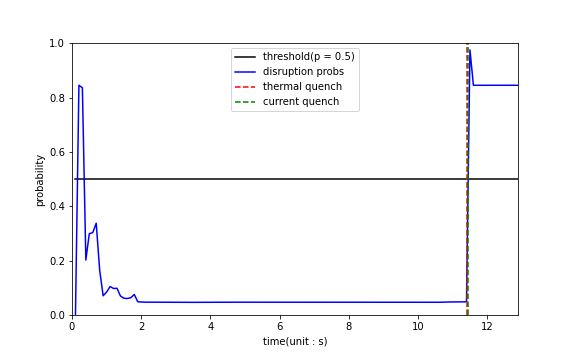 1.0
0.8
0.6
0.4
0.2
0.0
probability
threshold(p = 0.5)
disruption probs
thermal quench
current quench
0 2 4 6 8 10 12
time(unit : s)